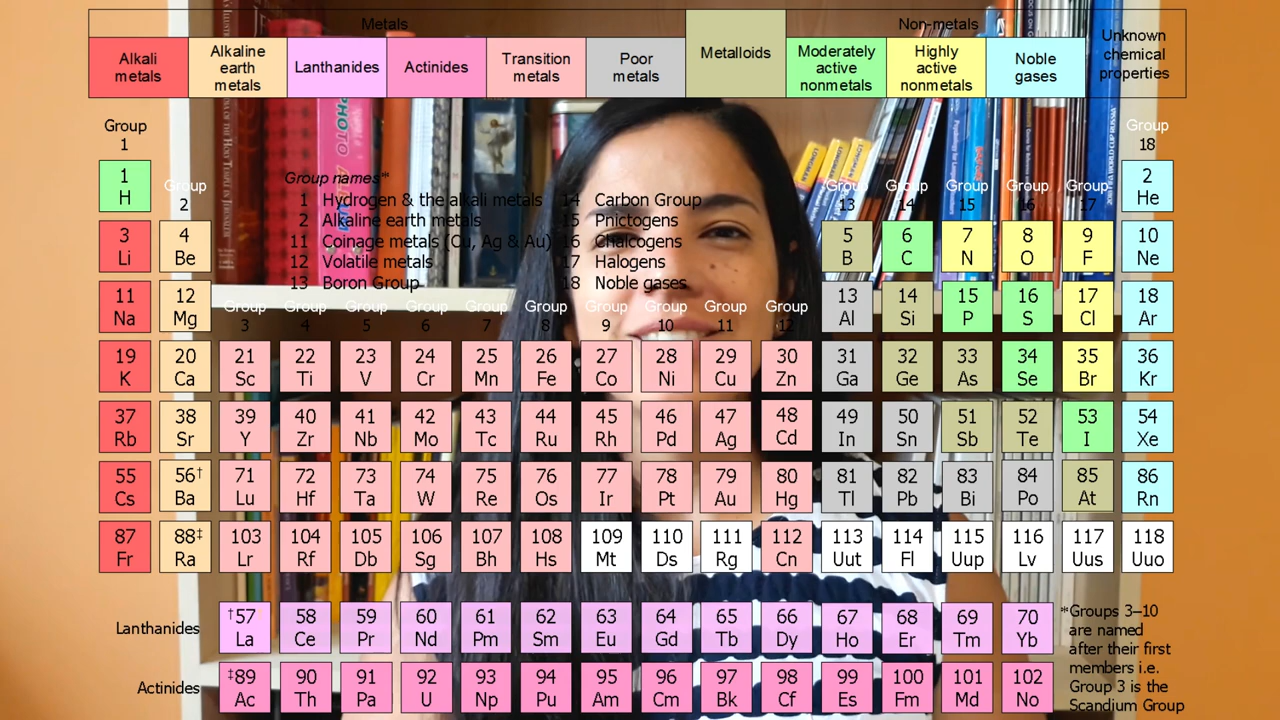 Metals
Non-metals
Alkali metals
Alkaline earth metals
Lanthanides
Actinides
Transition metals
Poor metals
Metalloids
Moderately active nonmetals
Highly active nonmetals
Noble gases
Unknown chemical properties
Group 1
Group 18
Group 2
Group 13
Group 14
Group 15
Group 16
Group 17
Group names*
1 Hydrogen & the alkali metals
2 Alkaline earth metals
11 Coinage metals (Cu, Ag & Au)
12 Volatile metals
13 Boron Group
14 Carbon Group
15 Pnictogens
16 Chalcogens
17 Halogens
18 Noble gases
Group 3
Group 4
Group 5
Group 6
Group 7
Group 8
Group 9
Group 10
Group 11
Group 12
1 2
H He
3 4 5 6 7 8 9 10
Li Be B C N O F Ne
11 12 13 14 15 16 17 18
Na Mg Al Si P S Cl Ar
19 20 21 22 23 24 25 26 27 28 29 30 31 32 33 34 35 36
K Ca Sc Ti V Cr Mn Fe Co Ni Cu Zn Ga Ge As Se Br Kr
37 38 39 40 41 42 43 44 45 46 47 48 49 50 51 52 53 54
Rb Sr Y Zr Nb Mo Tc Ru Rh Pd Ag Cd In Sn Sb Te I Xe
55 56† 71 72 73 74 75 76 77 78 79 80 81 82 83 84 85 86
Cs Ba Lu Hf Ta W Re Os Ir Pt Au Hg Tl Pb Bi Po At Rn
87 88‡ 103 104 105 106 107 108 109 110 111 112 113 114 115 116 117 118
Fr Ra Lr Rf Db Sg Bh Hs Mt Ds Rg Cn Uut Fl Uup Lv Uus Uuo
Lanthanides
†57 58 59 60 61 62 63 64 65 66 67 68 69 70
La Ce Pr Nd Pm Sm Eu Gd Tb Dy Ho Er Tm Yb
Actinides
‡89 90 91 92 93 94 95 96 97 98 99 100 101 102
Ac Th Pa U Np Pu Am Cm Bk Cf Es Fm Md No
*Groups 3–10
are named
after their first
members i.e.
Group 3 is the
Scandium Group
PHOTO
LONGMAN
LONGMAN
LONGMAN